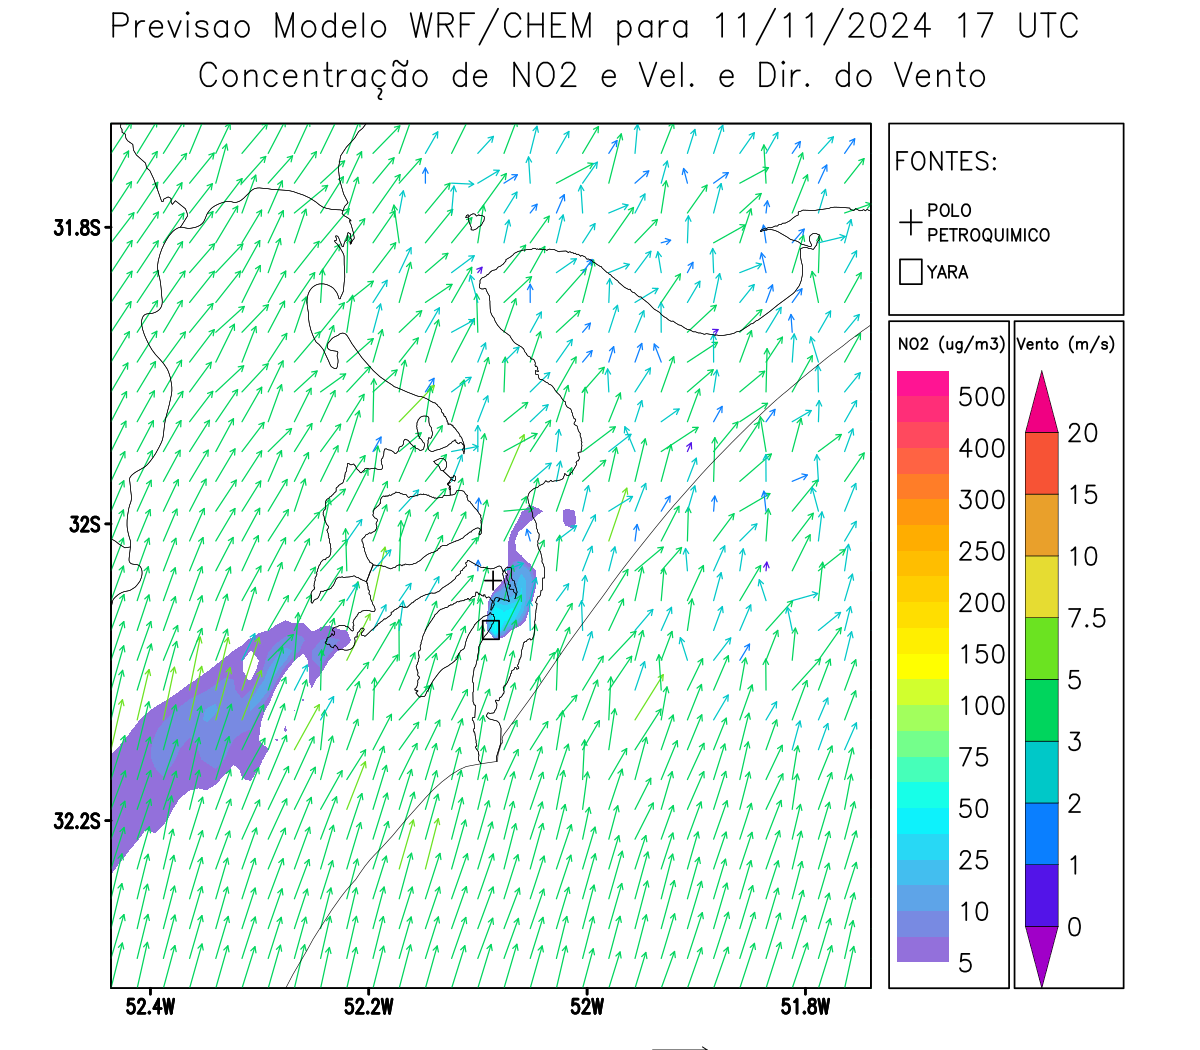 Previsao Modelo WRF/CHEM para 11/11/2024 17 UTC
Concentração de NO2 e Vel. e Dir. do Vento
FONTES:
POLO
PETROQUIMICO
YARA
31.8S
32S
32.2S
52.4W
52.2W
52W
51.8W
NO2 (ug/m3)
500
400
300
250
200
150
100
75
50
25
10
5
Vento (m/s)
20
15
10
7.5
5
3
2
1
0